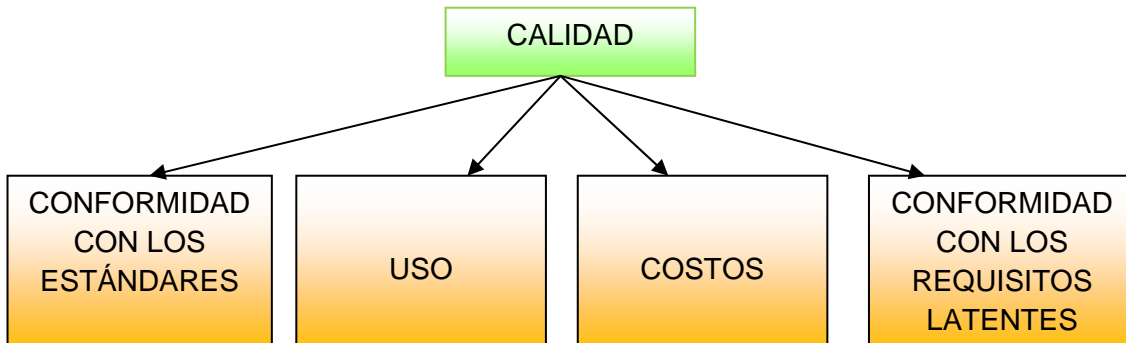 CALIDAD
CONFORMIDAD
CON LOS
ESTÁNDARES
USO
COSTOS
CONFORMIDAD
CON LOS
REQUISITOS
LATENTES